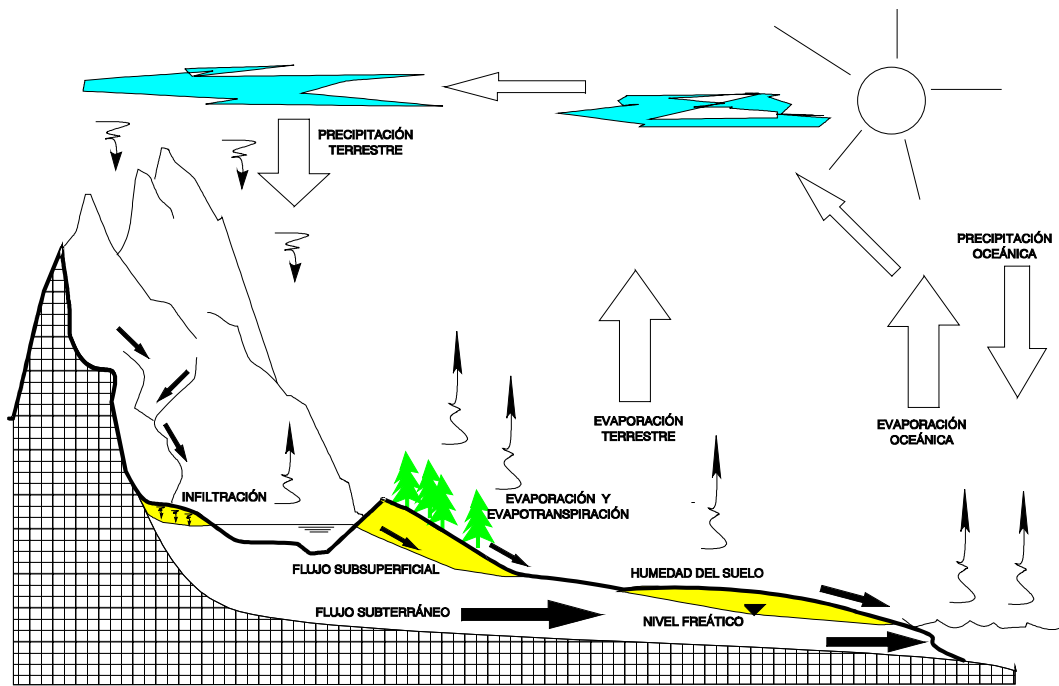 PRECIPITACIÓN
TERRESTRE
PRECIPITACIÓN
OCEÁNICA
EVAPORACIÓN
TERRESTRE
EVAPORACIÓN
OCEÁNICA
INFILTRACIÓN
EVAPORACIÓN Y
EVAPOTRANSPIRACIÓN
FLUJO SUBSUPERFICIAL
HUMEDAD DEL SUELO
FLUJO SUBTERRÁNEO
NIVEL FREÁTICO